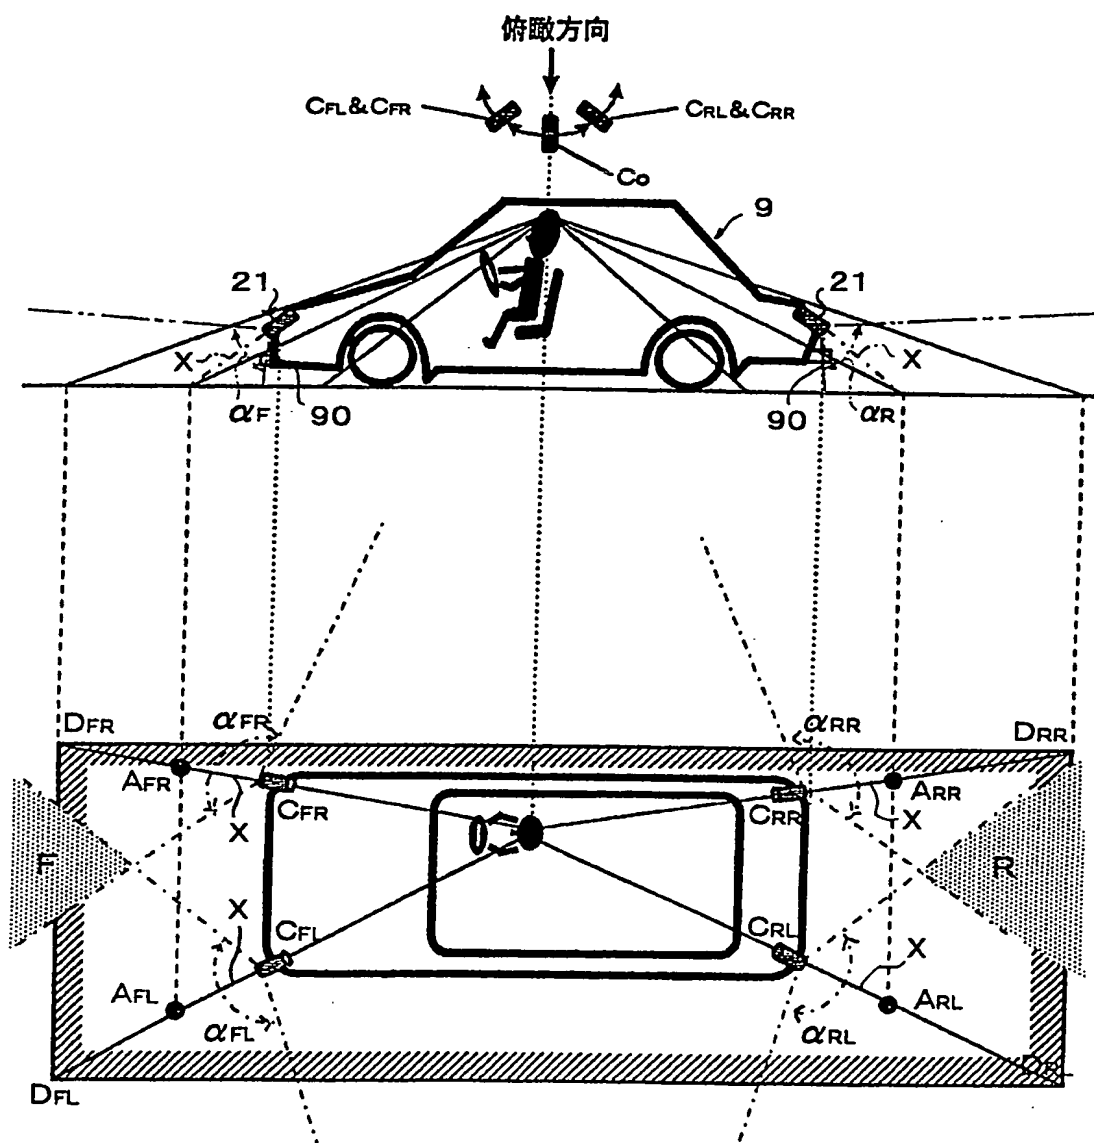 俯瞰方向
CFL&CFR
CRL&CRR
Co
9
21
21
X
X
αF
90
90
αR
DFR
αFR
αRR
DRR
AFR
CFR
CRR
ARR
X
X
F
R
X
CFL
CRL
X
AFL
ARL
αFL
αRL
DFL